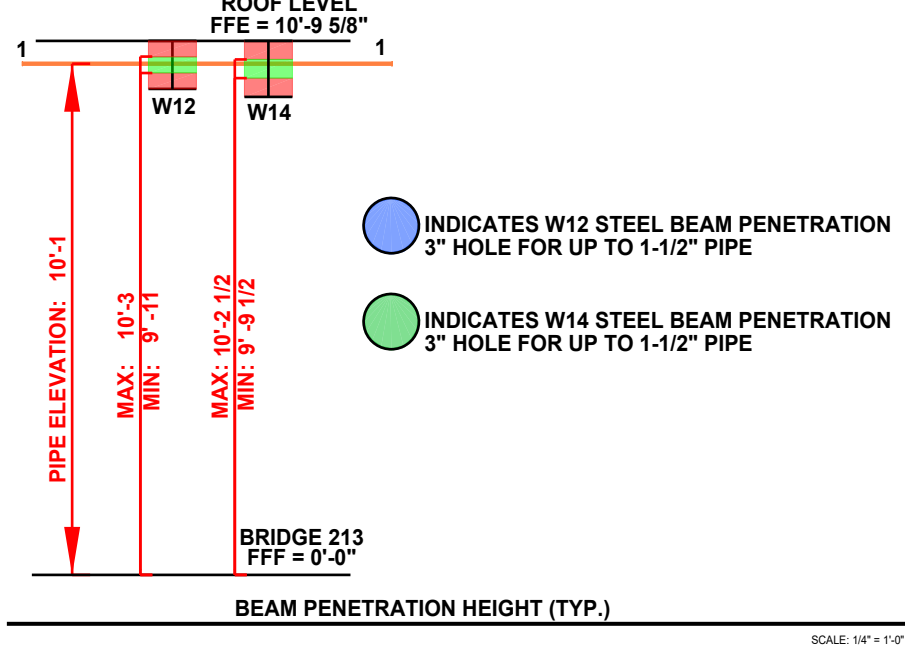 ROOF LEVEL
FFE = 10'-9 5/8"
1
1
W12
W14
PIPE ELEVATION: 10'-1
MAX: 10'-3
MIN: 9' -11
MAX: 10'-2 1/2
MIN: 9' -9 1/2
INDICATES W12 STEEL BEAM PENETRATION
3" HOLE FOR UP TO 1-1/2" PIPE
INDICATES W14 STEEL BEAM PENETRATION
3" HOLE FOR UP TO 1-1/2" PIPE
BRIDGE 213
FFF = 0'-0"
BEAM PENETRATION HEIGHT (TYP.)
SCALE: 1/4" = 1'-0"